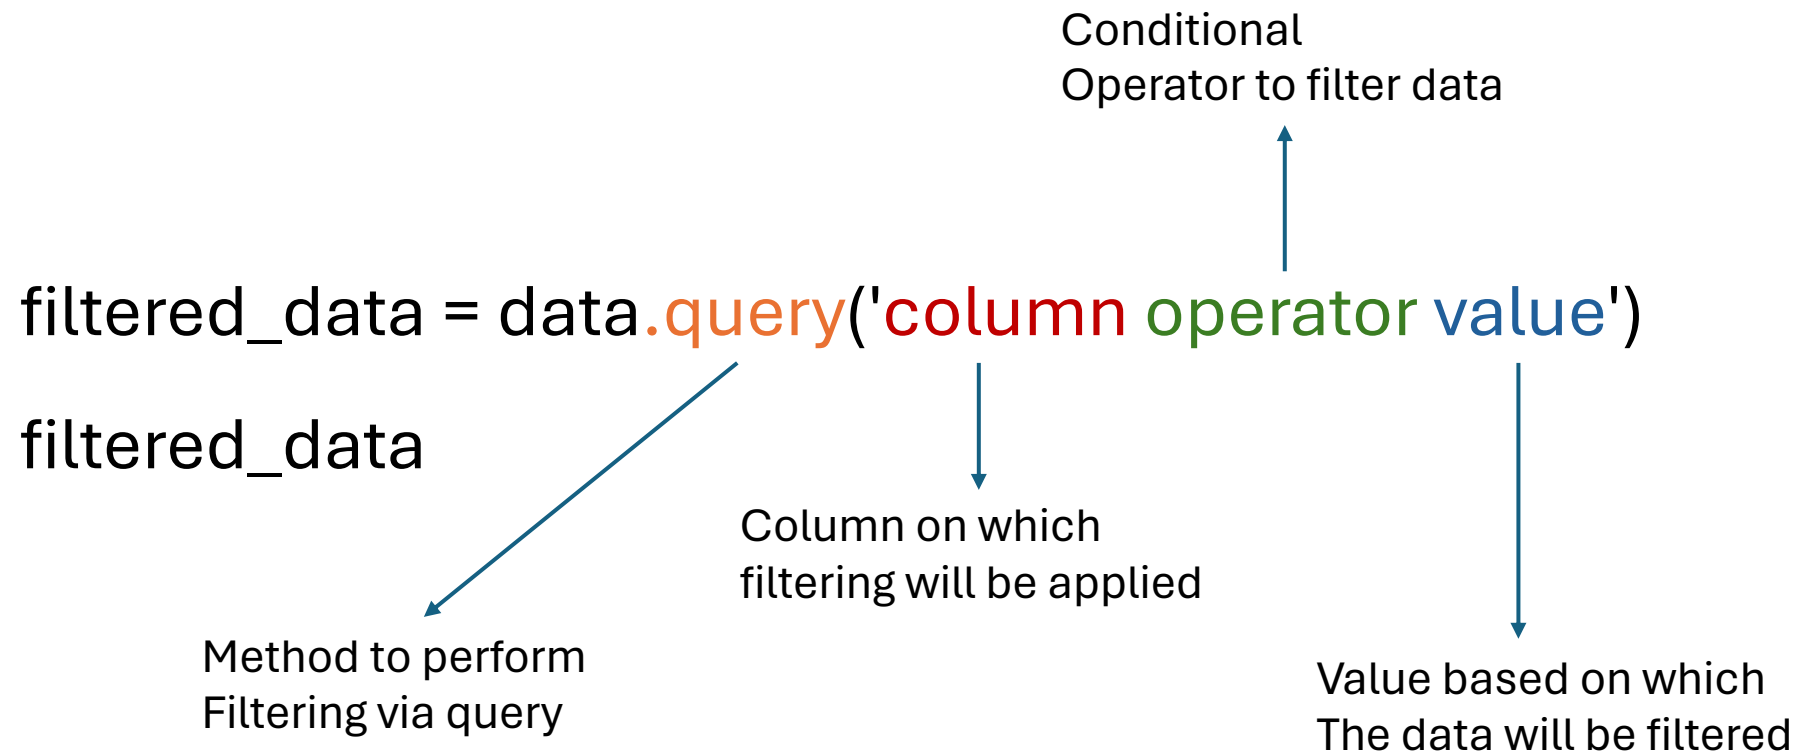 Conditional
Operator to filter data
filtered_data = data.query('column operator value')
filtered_data
Column on which
filtering will be applied
Method to perform
Filtering via query
Value based on which
The data will be filtered